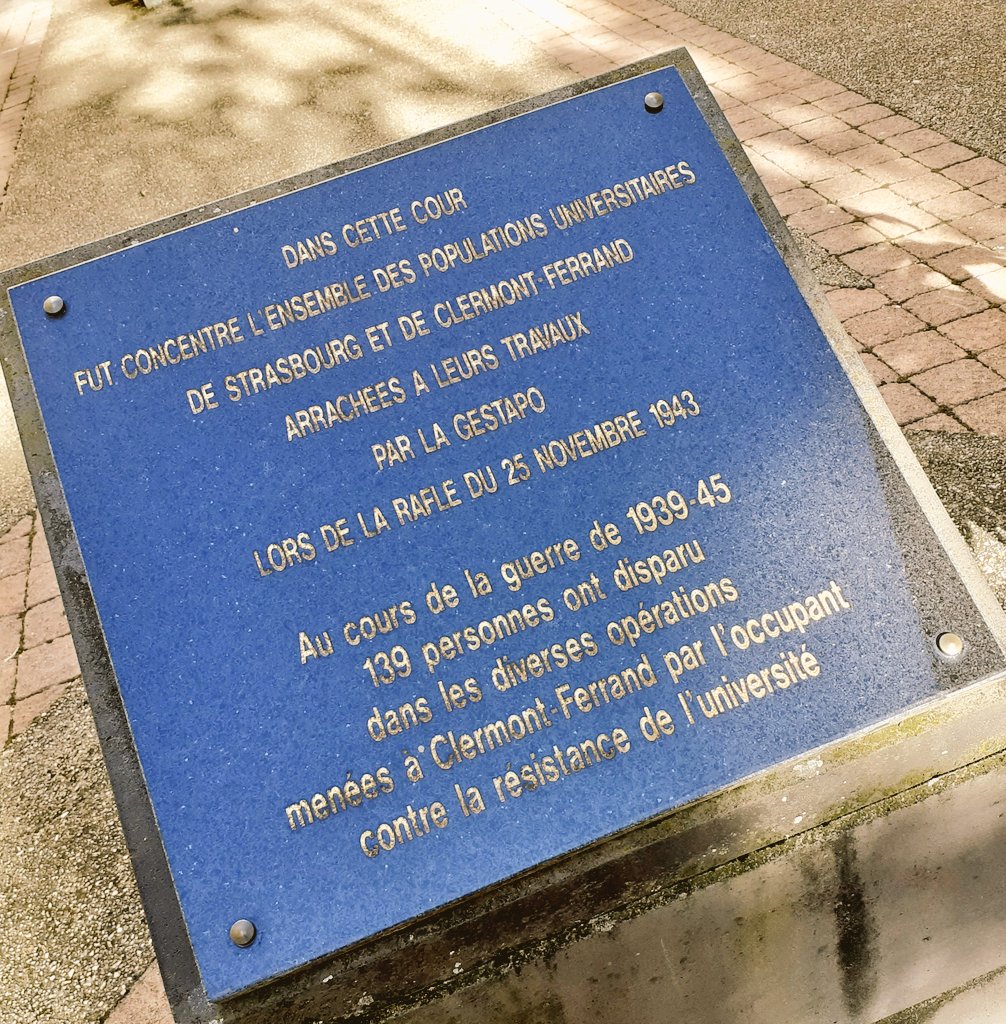 DANS CETTE COUR
FUT CONCENTRE L'ENSEMBLE DES POPULATIONS UNIVERSITAIRES
DE STRASBOURG ET DE CLERMONT-FERRAND
ARRACHEES A LEURS TRAVAUX
PAR LA GESTAPO
LORS DE LA RAFLE DU 25 NOVEMBRE 1943
Au cours de la guerre de 1939-45
139 personnes ont disparu
dans les diverses opérations
menées à Clermont-Ferrand par l'occupant
contre la résistance de l'université